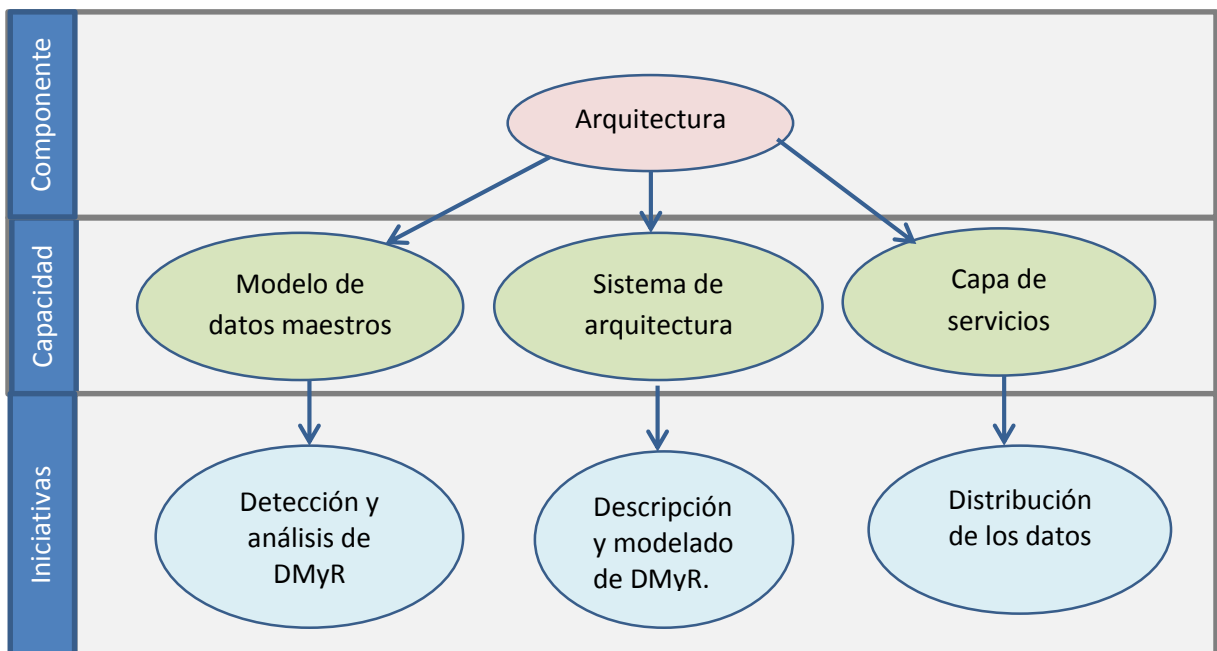 Componente
Arquitectura
Capacidad
Modelo de
datos maestros
Sistema de
arquitectura
Capa de
servicios
Iniciativas
Detección y
análisis de
DMyR
Descripción
y modelado
de DMyR.
Distribución
de los datos